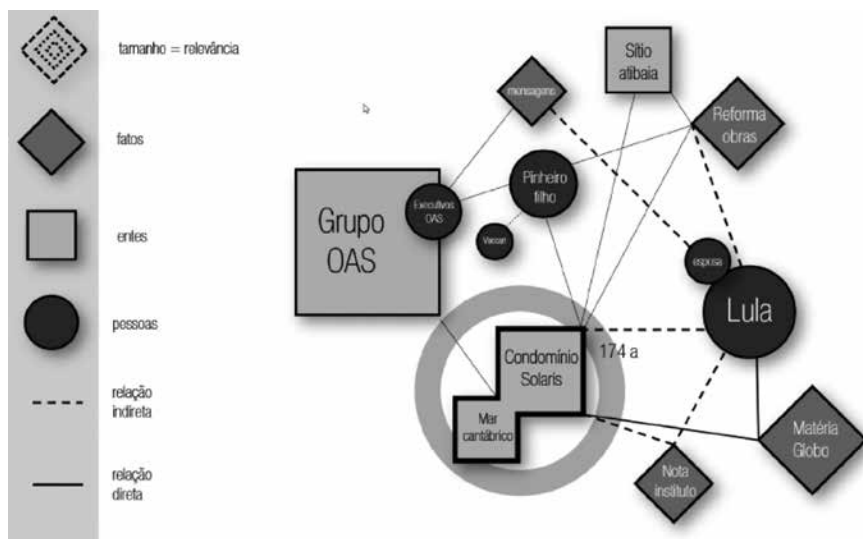 tamanho = relevância
fatos
entes
pessoas
relação
indireta
relação
direta
Sítio
atibaia
mensagens
Reforma
obras
Pinheiro
filho
Executivos
OAS
Grupo
OAS
Vaccari
esposa
Lula
174 a
Condomínio
Solaris
Mar
cantábrico
Matéria
Globo
Nota
instituto